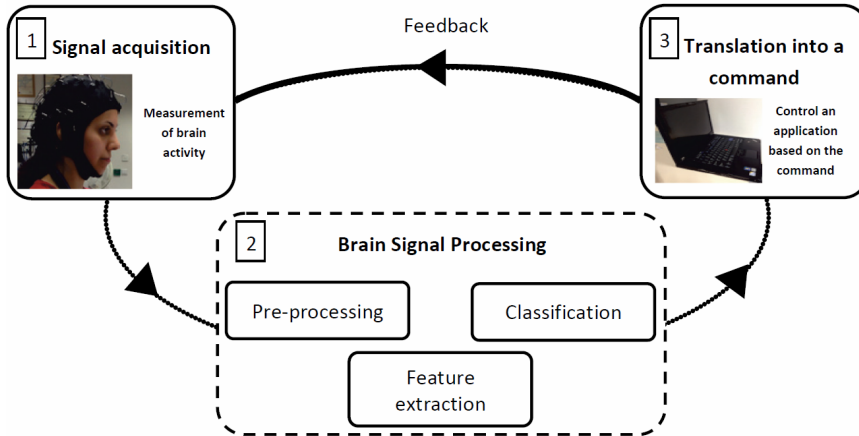 Feedback
1
Signal acquisition
Measurement
of brain
activity
3
Translation into a
command
Control an
application
based on the
command
2
Brain Signal Processing
Pre-processing
Classification
Feature
extraction